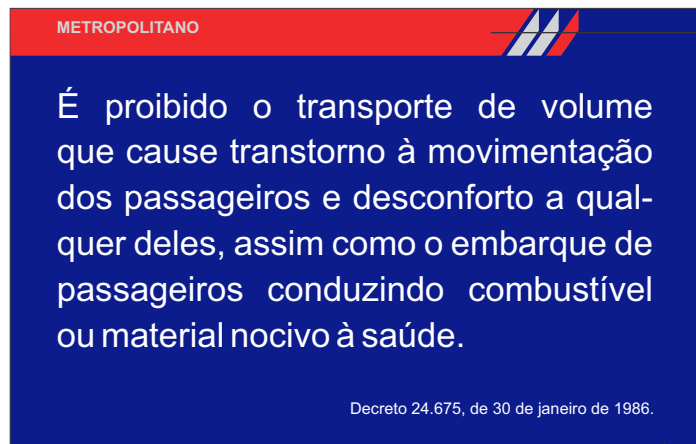 METROPOLITANO
É proibido o transporte de volume
que cause transtorno à movimentação
dos passageiros e desconforto a qual-
quer deles, assim como o embarque de
passageiros conduzindo combustível
ou material nocivo à saúde.
Decreto 24.675, de 30 de janeiro de 1986.